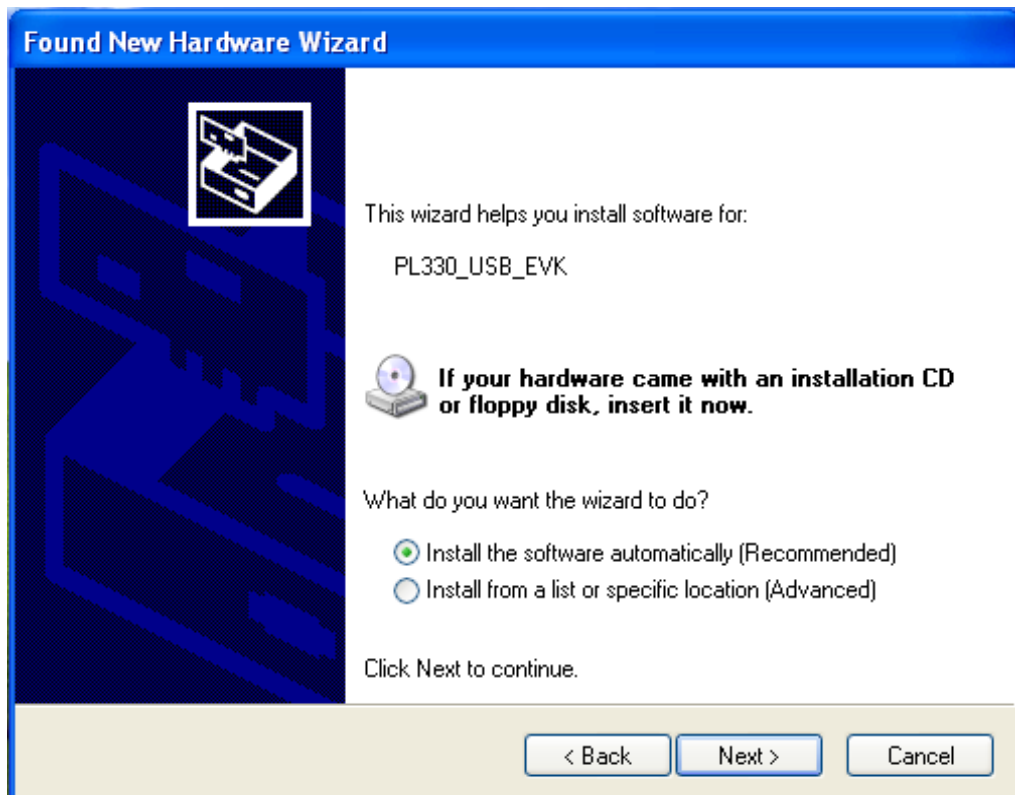 Found New Hardware Wizard
This wizard helps you install software for:
PL330_USB_EVK
If your hardware came with an installation CD
or floppy disk, insert it now.
What do you want the wizard to do?
Install the software automatically (Recommended)
Install from a list or specific location (Advanced)
Click Next to continue.
< Back Next > Cancel